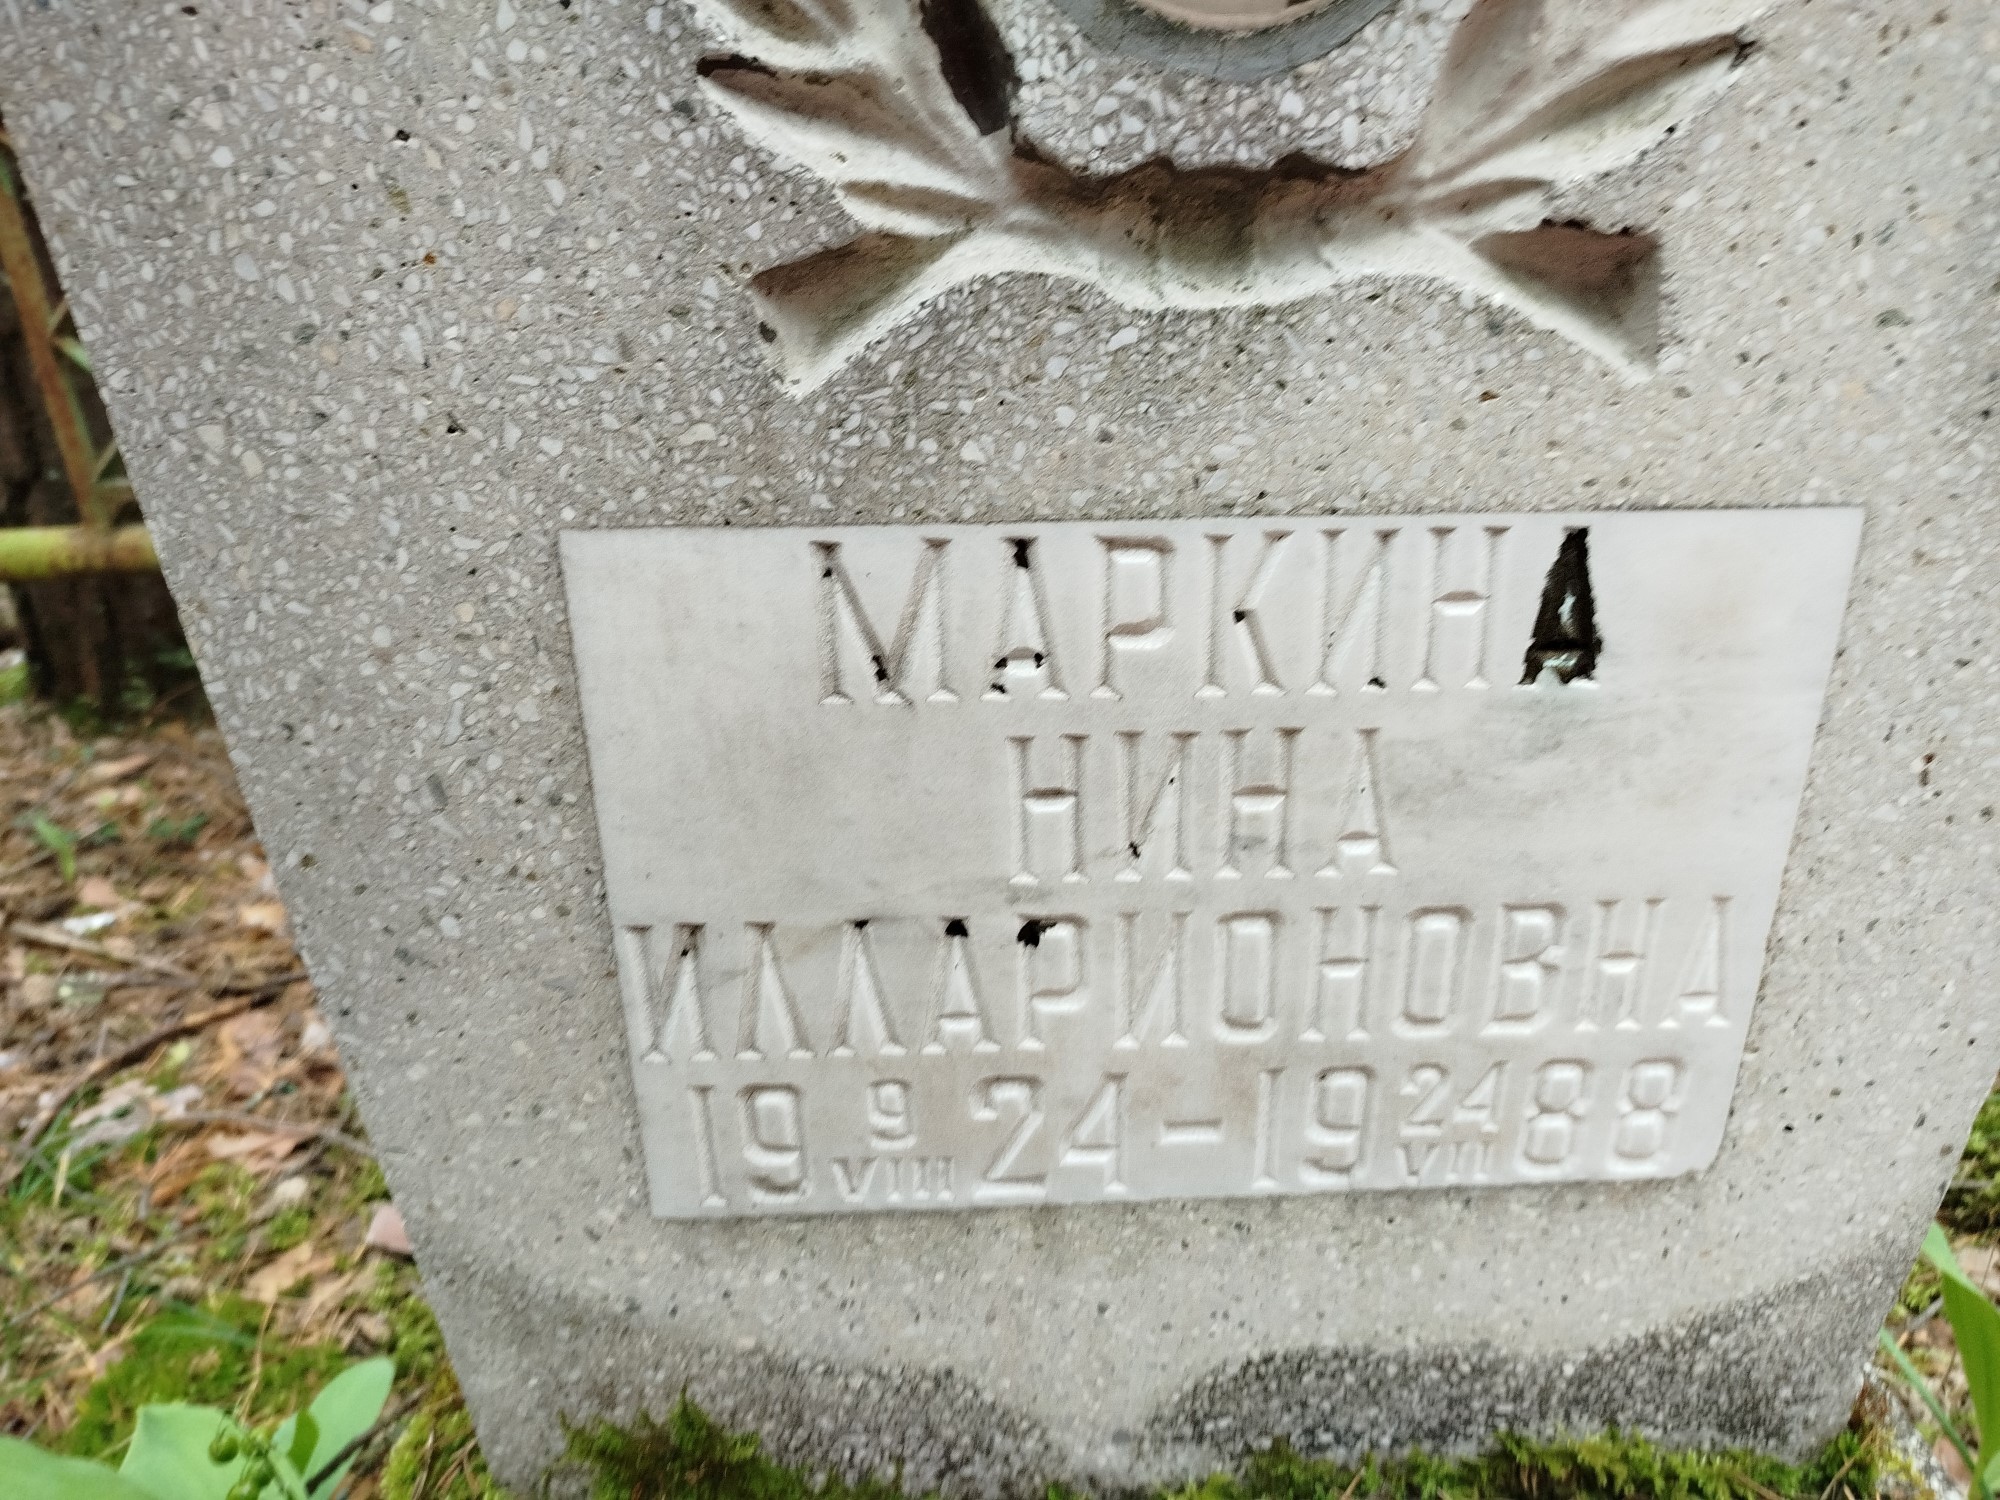 МАРКИНА
НИНА
ИЛЛАРИОНОВНА
19 9/VIII 24 - 19 24/VII 88